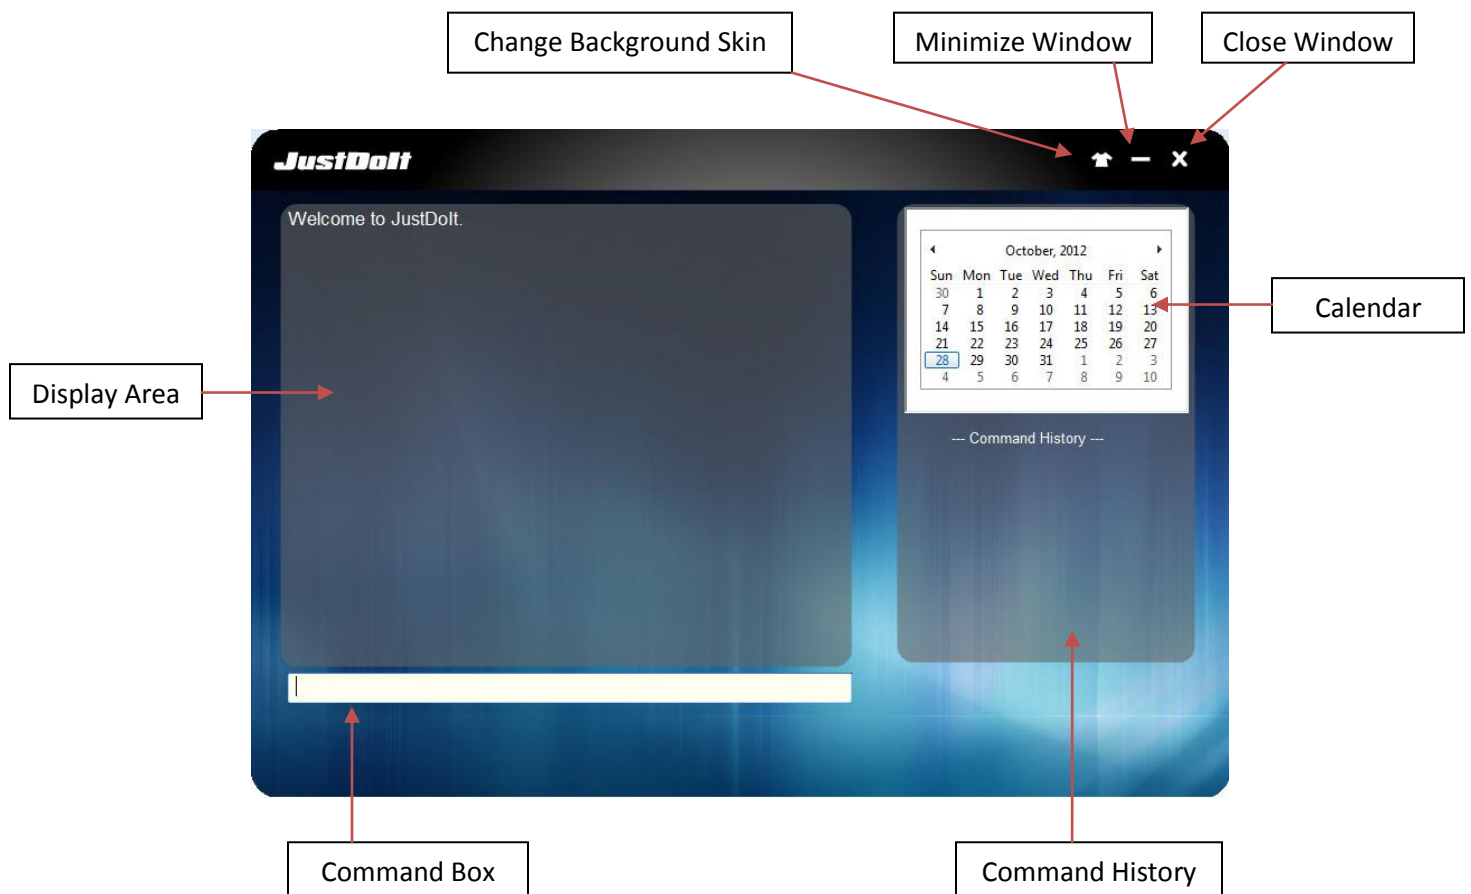 Change Background Skin
Minimize Window
Close Window
JustDoIt
Welcome to JustDoIt.
October, 2012
Sun Mon Tue Wed Thu Fri Sat
30 1 2 3 4 5 6
7 8 9 10 11 12 13
14 15 16 17 18 19 20
21 22 23 24 25 26 27
28 29 30 31 1 2 3
4 5 6 7 8 9 10
Calendar
Display Area
--- Command History ---
Command Box
Command History